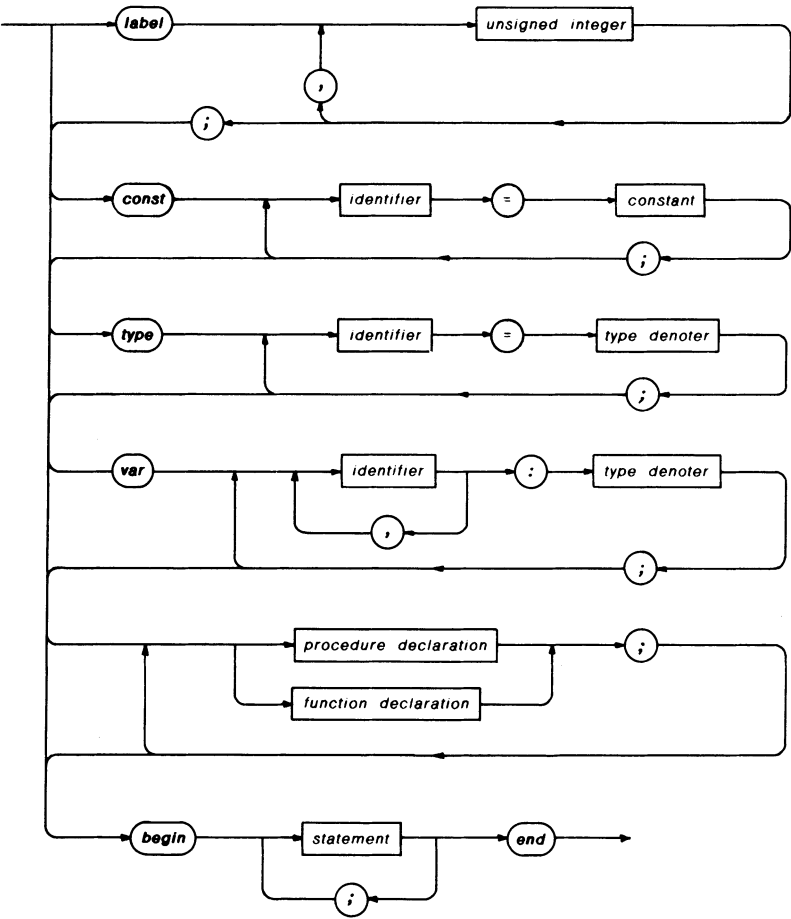 label unsigned integer
,
;
const identifier = constant
;
type identifier = type denoter
;
var identifier : type denoter
,
;
procedure declaration ;
function declaration
begin statement end
;